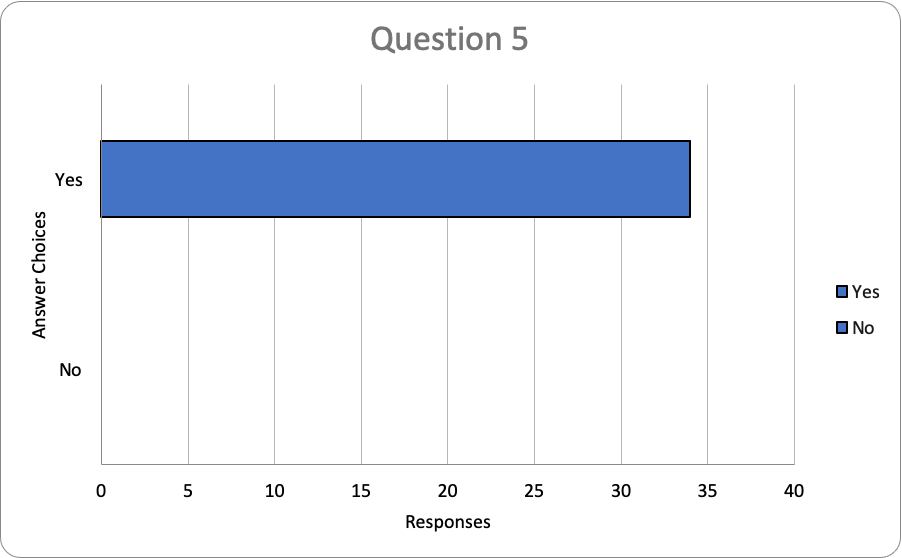 Question 5
Yes
No
Answer Choices
0 5 10 15 20 25 30 35 40
Responses
Yes
No